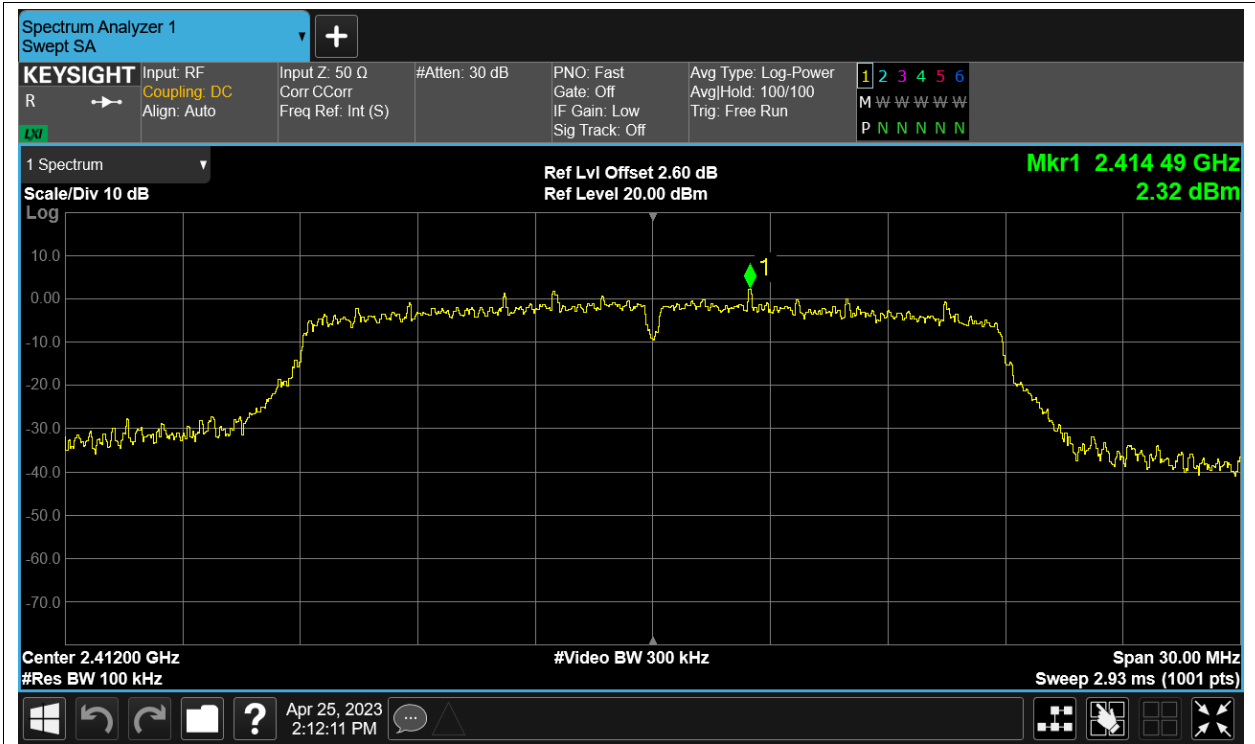 Spectrum Analyzer 1
Swept SA
+
KEYSIGHT
R
LXI
Input: RF
Coupling: DC
Align: Auto
Input Z: 50 Ω
Corr CCorr
Freq Ref: Int (S)
#Atten: 30 dB
PNO: Fast
Gate: Off
IF Gain: Low
Sig Track: Off
Avg Type: Log-Power
Avg|Hold: 100/100
Trig: Free Run
1 2 3 4 5 6
M W W W W W
P N N N N N
1 Spectrum
Scale/Div 10 dB
Ref Lvl Offset 2.60 dB
Ref Level 20.00 dBm
Mkr1 2.414 49 GHz
2.32 dBm
Log
10.0
0.00
-10.0
-20.0
-30.0
-40.0
-50.0
-60.0
-70.0
1
Center 2.41200 GHz
#Res BW 100 kHz
#Video BW 300 kHz
Span 30.00 MHz
Sweep 2.93 ms (1001 pts)
?
Apr 25, 2023
2:12:11 PM